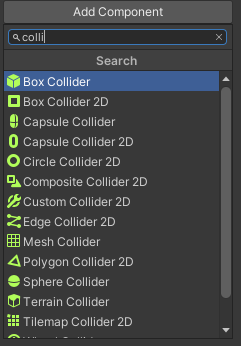 Add Component
colli
Search
Box Collider
Box Collider 2D
Capsule Collider
Capsule Collider 2D
Circle Collider 2D
Composite Collider 2D
Custom Collider 2D
Edge Collider 2D
Mesh Collider
Polygon Collider 2D
Sphere Collider
Terrain Collider
Tilemap Collider 2D